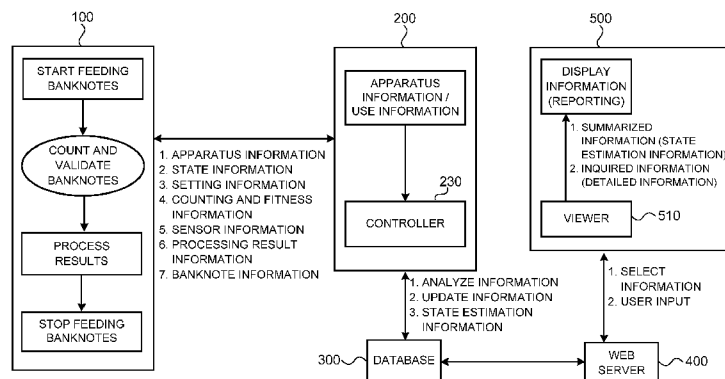 100
START FEEDING
BANKNOTES
COUNT AND
VALIDATE
BANKNOTES
PROCESS
RESULTS
STOP FEEDING
BANKNOTES
1. APPARATUS INFORMATION
2. STATE INFORMATION
3. SETTING INFORMATION
4. COUNTING AND FITNESS
INFORMATION
5. SENSOR INFORMATION
6. PROCESSING RESULT
INFORMATION
7. BANKNOTE INFORMATION
200
APPARATUS
INFORMATION /
USE INFORMATION
230
CONTROLLER
1. ANALYZE INFORMATION
2. UPDATE INFORMATION
3. STATE ESTIMATION
INFORMATION
300
DATABASE
500
DISPLAY
INFORMATION
(REPORTING)
1. SUMMARIZED
INFORMATION (STATE
ESTIMATION INFORMATION)
2. INQUIRED INFORMATION
(DETAILED INFORMATION)
VIEWER
510
1. SELECT
INFORMATION
2. USER INPUT
WEB
SERVER
400